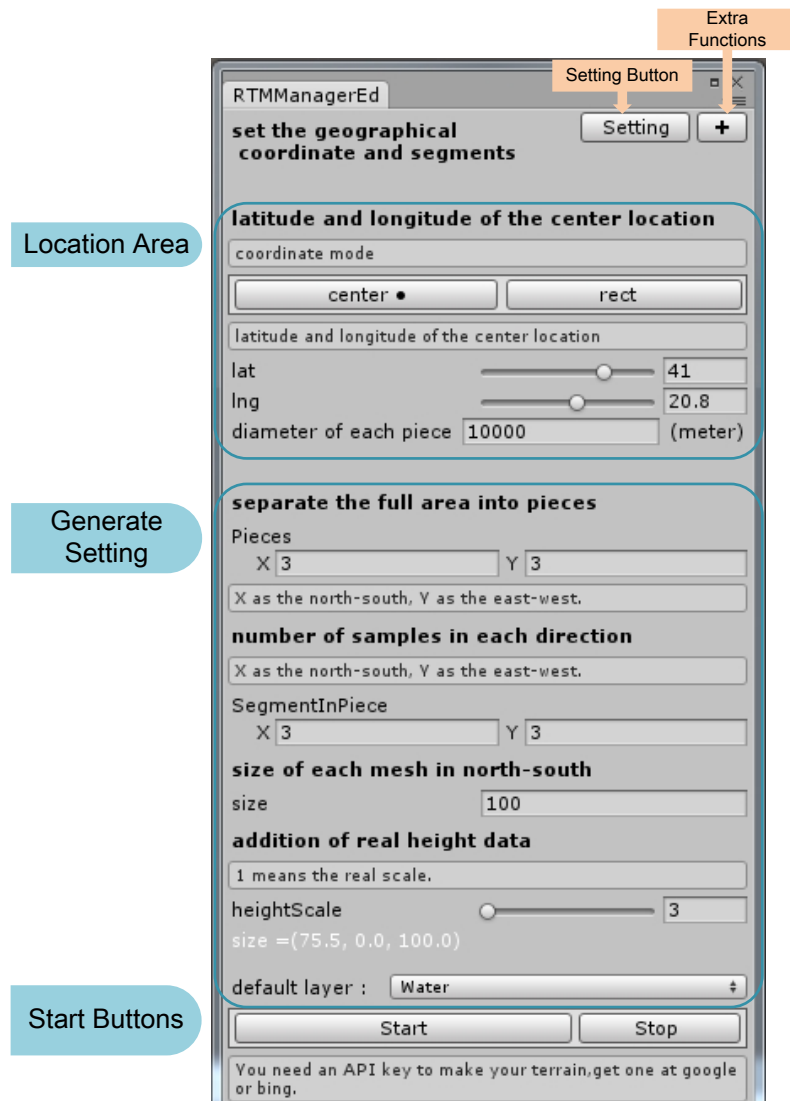 Extra
Functions
Setting Button
RTMManagerEd
set the geographical
coordinate and segments
Setting
+
Location Area
latitude and longitude of the center location
coordinate mode
center ●
rect
latitude and longitude of the center location
lat
41
lng
20.8
diameter of each piece
10000
(meter)
Generate
Setting
separate the full area into pieces
Pieces
X 3
Y 3
X as the north-south, Y as the east-west.
number of samples in each direction
X as the north-south, Y as the east-west.
SegmentInPiece
X 3
Y 3
size of each mesh in north-south
size
100
addition of real height data
1 means the real scale.
heightScale
3
size =(75.5, 0.0, 100.0)
default layer :
Water
Start Buttons
Start
Stop
You need an API key to make your terrain,get one at google
or bing.